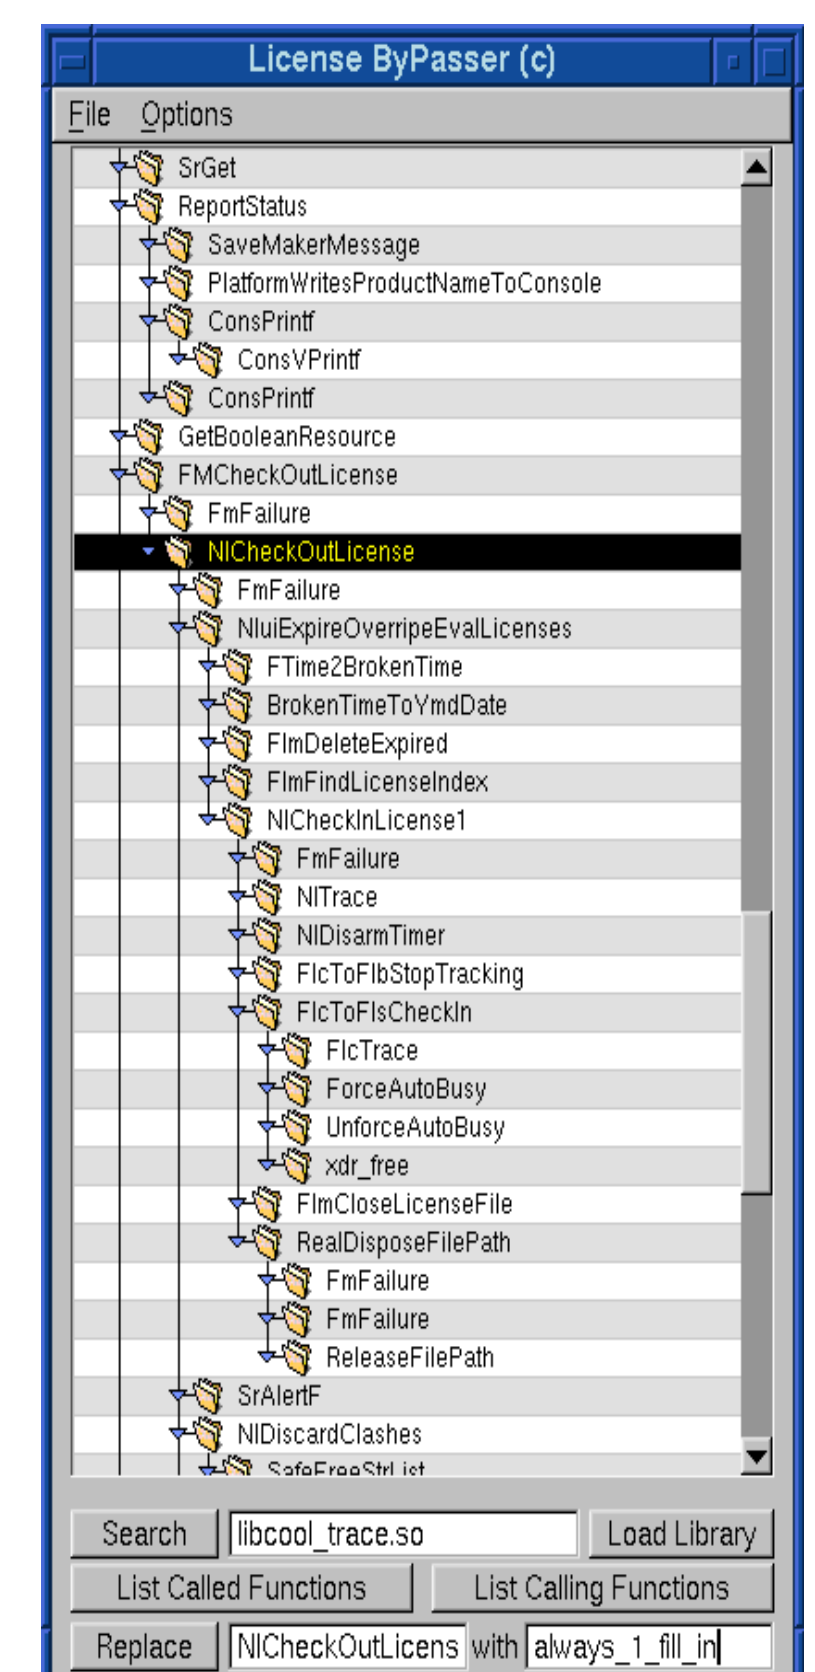 License ByPasser (c)
File Options
SrGet
ReportStatus
SaveMakerMessage
PlatformWritesProductNameToConsole
ConsPrintf
ConsVPrintf
ConsPrintf
GetBooleanResource
FMCheckOutLicense
FmFailure
NlCheckOutLicense
FmFailure
NluiExpireOverripeEvalLicenses
FTime2BrokenTime
BrokenTimeToYmdDate
FlmDeleteExpired
FlmFindLicenseIndex
NlCheckInLicense1
FmFailure
NlTrace
NlDisarmTimer
FlcToFlbStopTracking
FlcToFlsCheckIn
FlcTrace
ForceAutoBusy
UnforceAutoBusy
xdr_free
FlmCloseLicenseFile
RealDisposeFilePath
FmFailure
FmFailure
ReleaseFilePath
SrAlertF
NlDiscardClashes
SafeFreeStrList
Search libcool_trace.so Load Library
List Called Functions List Calling Functions
Replace NlCheckOutLicens with always_1_fill_in